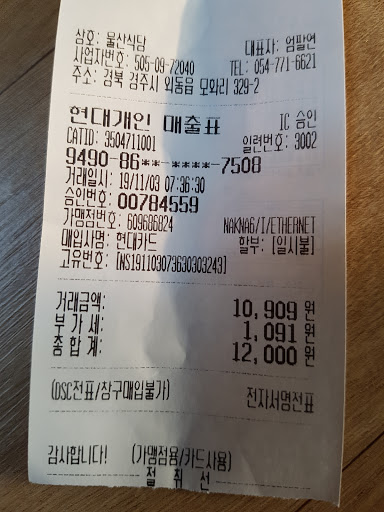 상호: 물산식당 대표자: 엄팔연
사업자번호: 505-09-72040 TEL: 054-771-6621
주소: 경북 경주시 외동읍 모화리 329-2
현대개인 매출표 IC 승인
CATID: 3504711001 일련번호: 3002
9490-86**-****-7508
거래일시: 19/11/03 07:36:30
승인번호: 00784559
가맹점번호: 609686824 NAKNAG/I/ETHERNET
매입사명: 현대카드 할부: [일시불]
고유번호: [NS191103073630303243]
거래금액: 10,909 원
부 가 세: 1,091 원
총 합 계: 12,000 원
(DSC전표/창구매입불가) 전자서명전표
감사합니다! (가맹점용/카드사용)
절 취 선